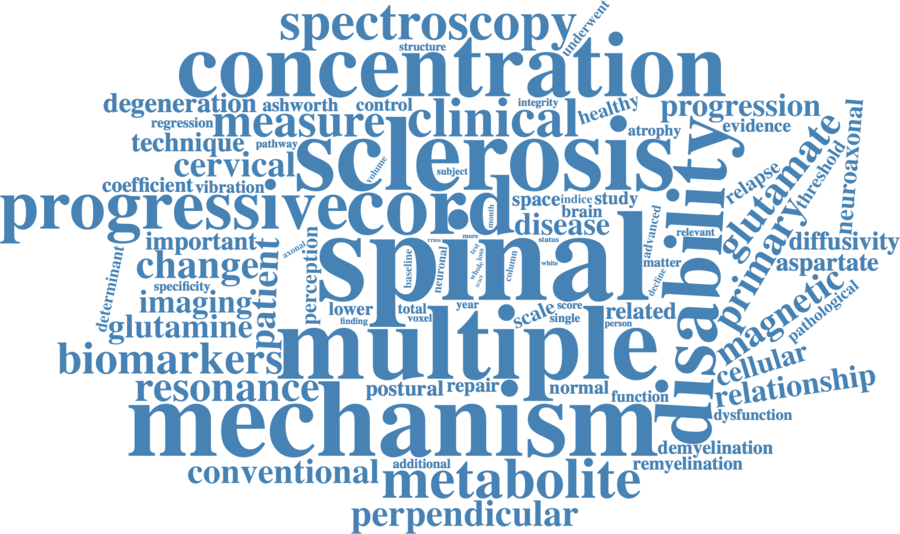 spectroscopy
underwent
structure
concentration
degeneration
ashworth
control
integrity
healthy
progression
regression
measure
clinical
evidence
technique
pathway
sclerosis
atrophy
cervical
volume
subject
disability
glutamate
threshold
neuroaxonal
coefficient
vibration
relapse
progressive
cord
month
space
indice
study
brain
disease
important
axonal
perception
spinal
rrms
more
status
advanced
relevant
primary
diffusivity
change
patient
baseline
neuronal
test
whole
low
tract
column
white
matter
decline
aspartate
determinant
specificity
imaging
lower
total
year
scale
score
related
magnetic
pathological
glutamine
finding
voxel
single
person
multiple
biomarkers
cellular
resonance
postural
repair
normal
function
relationship
mechanism
dysfunction
demyelination
conventional
additional
metabolite
remyelination
perpendicular